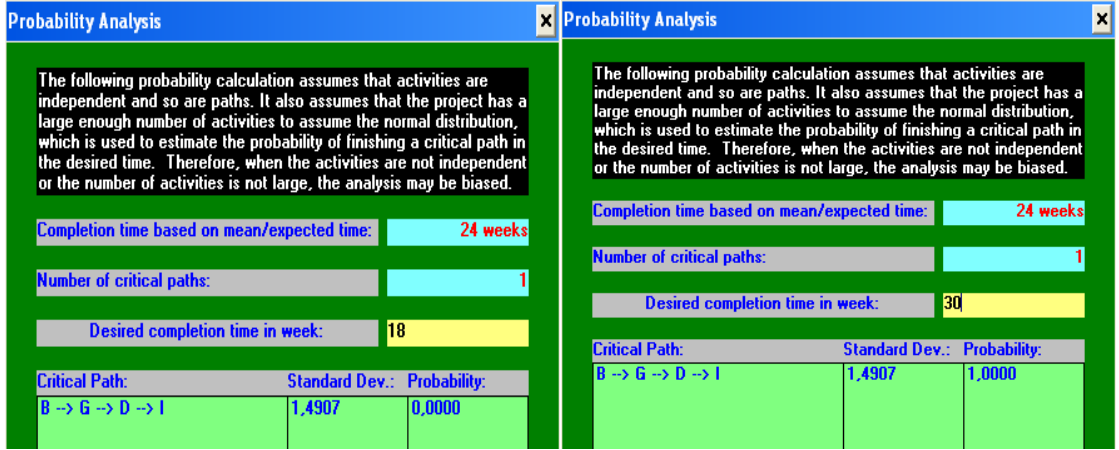 Probability Analysis
x
The following probability calculation assumes that activities are
independent and so are paths. It also assumes that the project has a
large enough number of activities to assume the normal distribution,
which is used to estimate the probability of finishing a critical path in
the desired time.  Therefore, when the activities are not independent
or the number of activities is not large, the analysis may be biased.
Completion time based on mean/expected time: 24 weeks
Number of critical paths: 1
Desired completion time in week: 18
Critical Path: Standard Dev.: Probability:
B --> G --> D --> I 1,4907 0,0000
Probability Analysis
x
The following probability calculation assumes that activities are
independent and so are paths. It also assumes that the project has a
large enough number of activities to assume the normal distribution,
which is used to estimate the probability of finishing a critical path in
the desired time.  Therefore, when the activities are not independent
or the number of activities is not large, the analysis may be biased.
Completion time based on mean/expected time: 24 weeks
Number of critical paths: 1
Desired completion time in week: 30
Critical Path: Standard Dev.: Probability:
B --> G --> D --> I 1,4907 1,0000